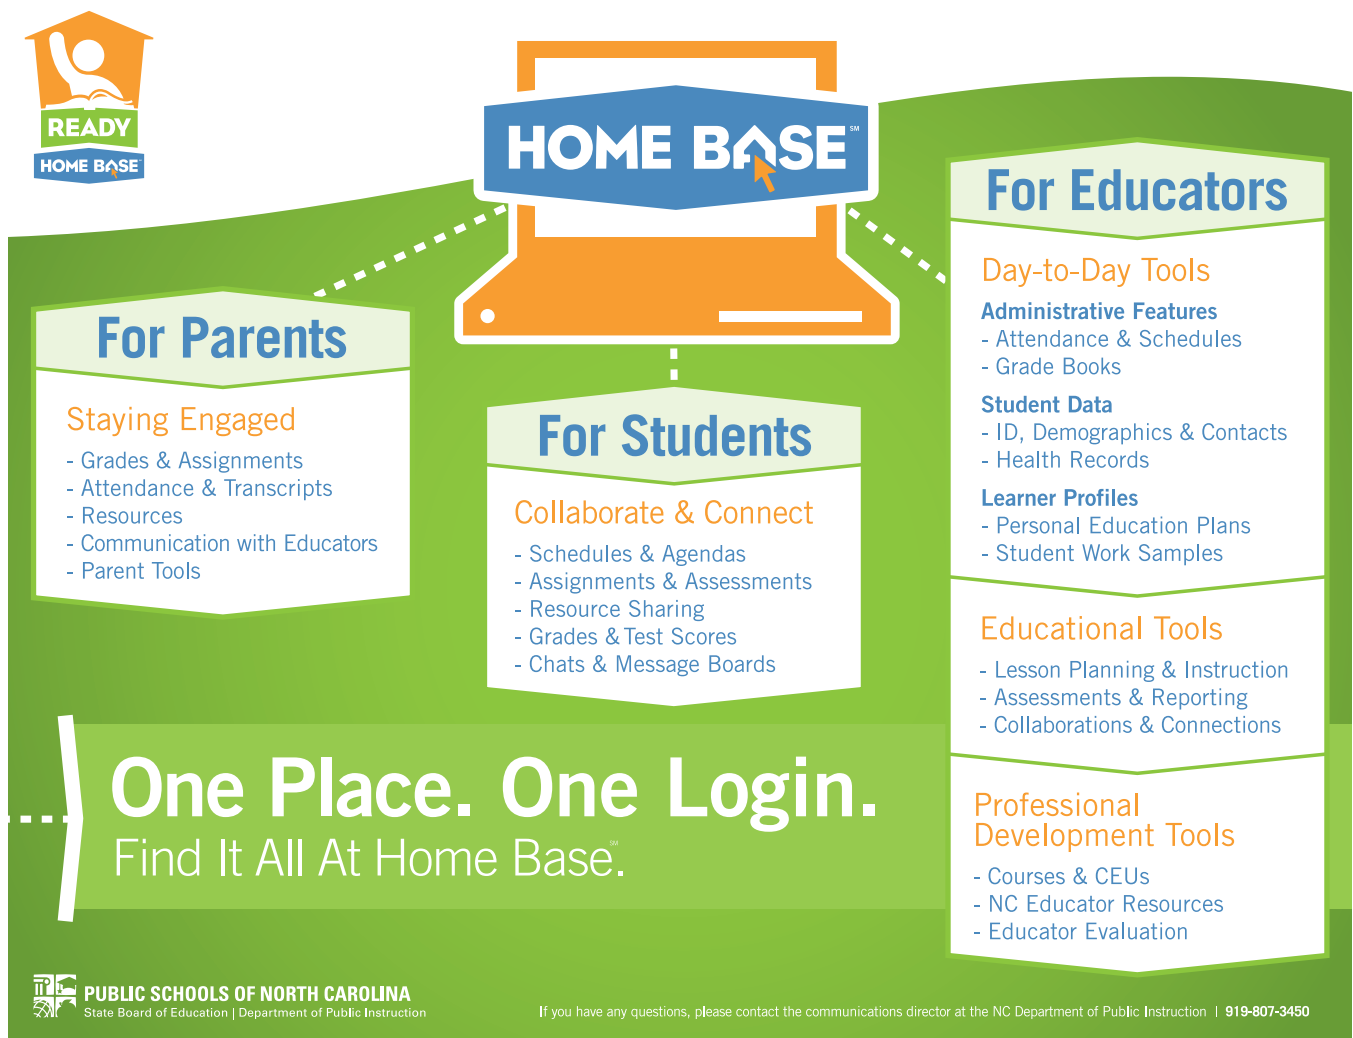 READY
HOME BASE
HOME BASE℠
For Parents
Staying Engaged
- Grades & Assignments
- Attendance & Transcripts
- Resources
- Communication with Educators
- Parent Tools
For Students
Collaborate & Connect
- Schedules & Agendas
- Assignments & Assessments
- Resource Sharing
- Grades & Test Scores
- Chats & Message Boards
For Educators
Day-to-Day Tools
Administrative Features
- Attendance & Schedules
- Grade Books
Student Data
- ID, Demographics & Contacts
- Health Records
Learner Profiles
- Personal Education Plans
- Student Work Samples
Educational Tools
- Lesson Planning & Instruction
- Assessments & Reporting
- Collaborations & Connections
Professional
Development Tools
- Courses & CEUs
- NC Educator Resources
- Educator Evaluation
One Place. One Login.
Find It All At Home Base℠.
PUBLIC SCHOOLS OF NORTH CAROLINA
State Board of Education | Department of Public Instruction
If you have any questions, please contact the communications director at the NC Department of Public Instruction | 919-807-3450